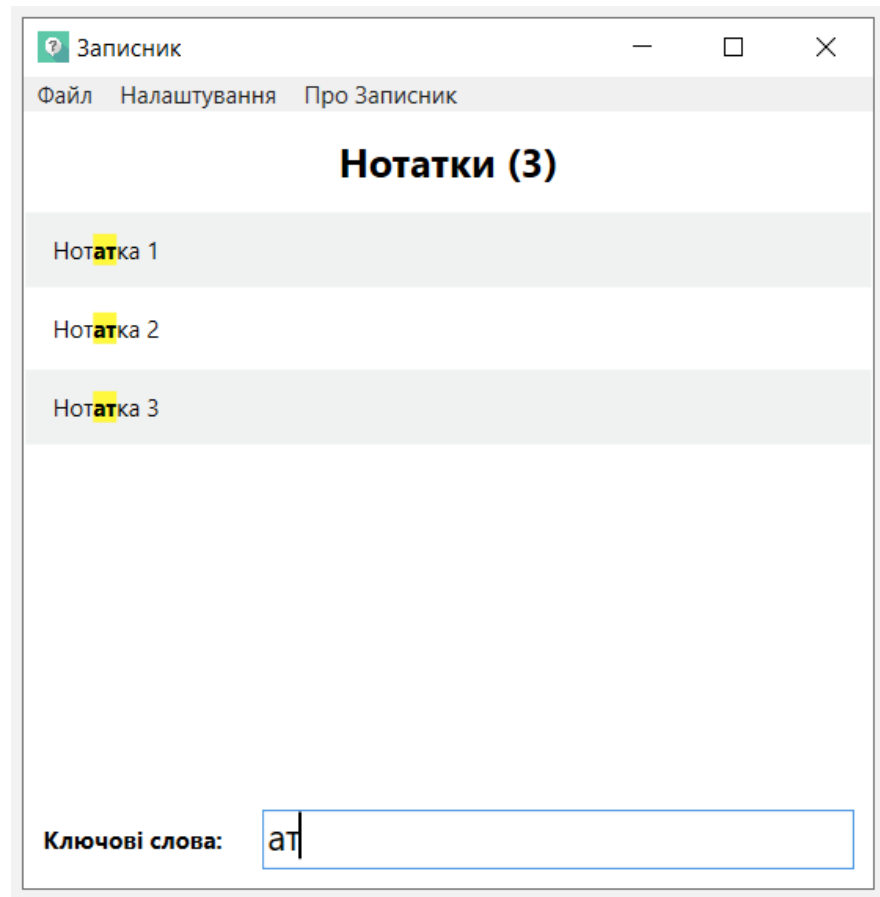 Записник
Файл Налаштування Про Записник
Нотатки (3)
Нотатка 1
Нотатка 2
Нотатка 3
Ключові слова: ат